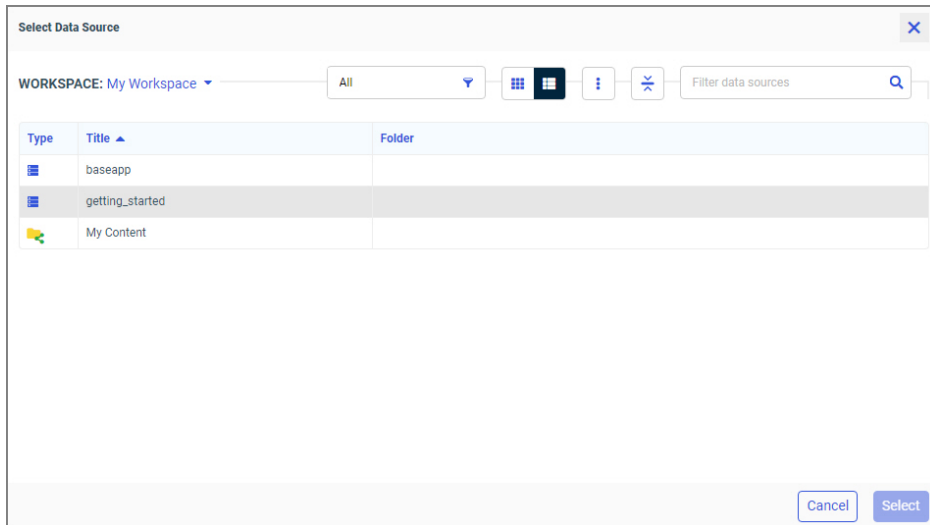 Select Data Source
WORKSPACE: My Workspace
All
Filter data sources
Type Title Folder
baseapp
getting_started
My Content
Cancel Select